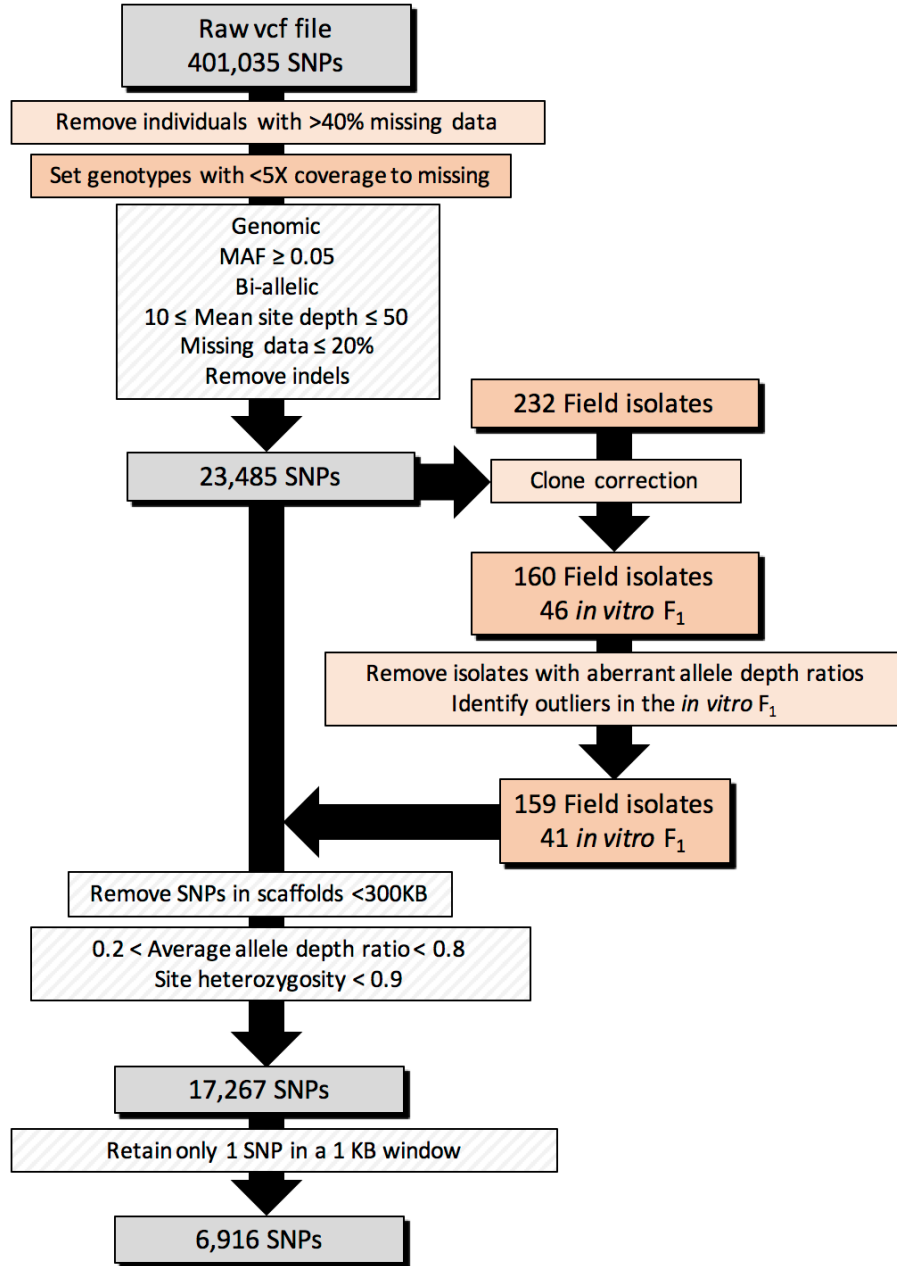 Raw vcf file
401,035 SNPs
Remove individuals with >40% missing data
Set genotypes with <5X coverage to missing
Genomic
MAF ≥ 0.05
Bi-allelic
10 ≤ Mean site depth ≤ 50
Missing data ≤ 20%
Remove indels
232 Field isolates
23,485 SNPs
Clone correction
160 Field isolates
46 in vitro F₁
Remove isolates with aberrant allele depth ratios
Identify outliers in the in vitro F₁
159 Field isolates
41 in vitro F₁
Remove SNPs in scaffolds <300KB
0.2 < Average allele depth ratio < 0.8
Site heterozygosity < 0.9
17,267 SNPs
Retain only 1 SNP in a 1 KB window
6,916 SNPs